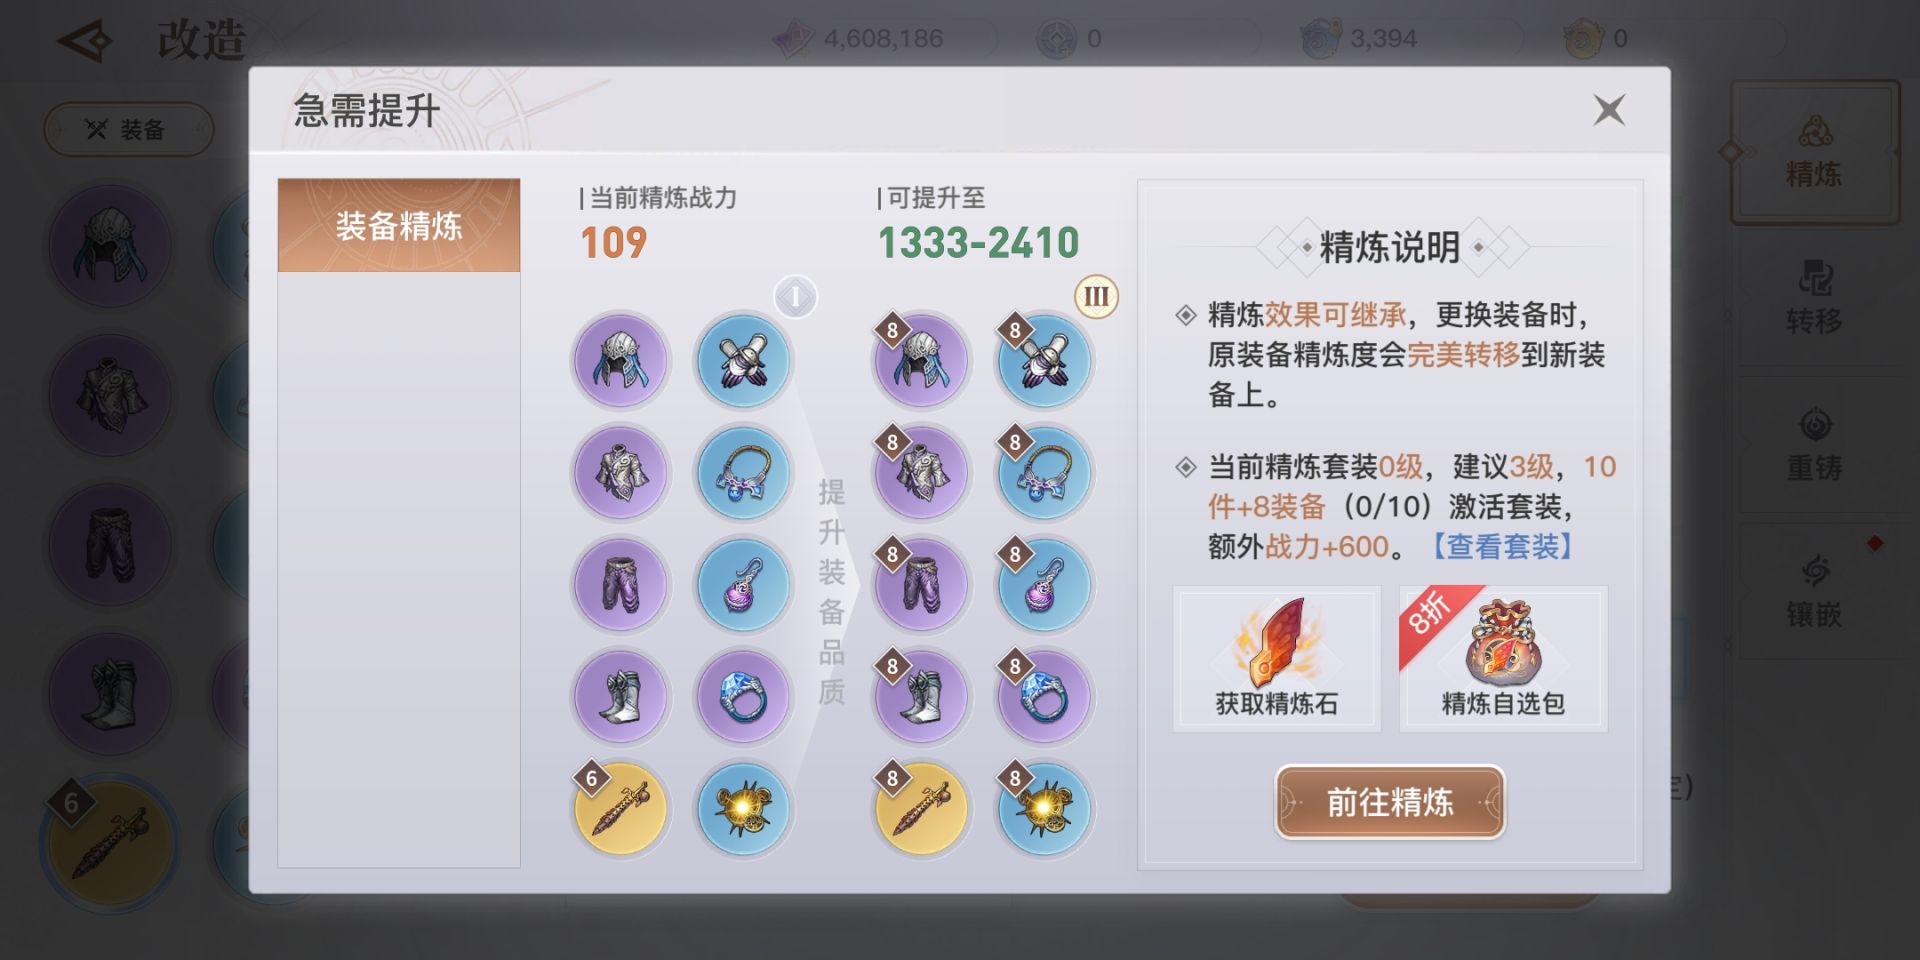 改造
4,608,186
0
3,394
0
装备
急需提升
装备精炼
当前精炼战力
109
可提升至
1333-2410
I
III
8
8
8
8
8
8
8
8
6
8
8
6
提升装备品质
精炼说明
精炼效果可继承，更换装备时，
原装备精炼度会完美转移到新装
备上。
当前精炼套装0级，建议3级，10
件+8装备（0/10）激活套装，
额外战力+600。【查看套装】
8折
获取精炼石
精炼自选包
前往精炼
精炼
转移
重铸
镶嵌